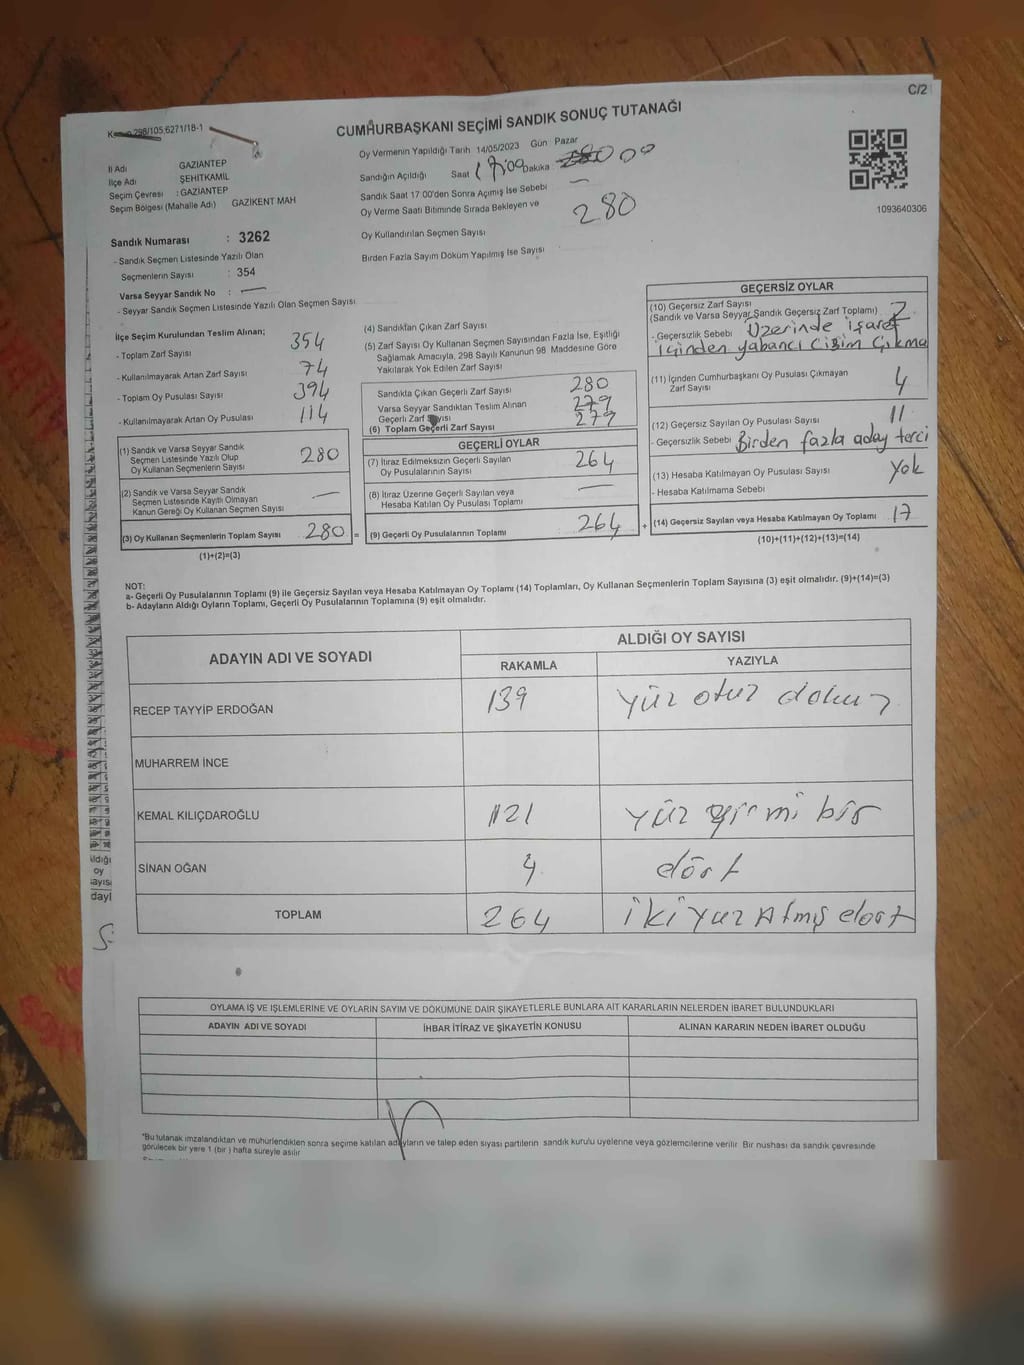 C/2
298/105;6271/18-1
CUMHURBAŞKANI SEÇİMİ SANDIK SONUÇ TUTANAĞI
İl Adı GAZIANTEP
İlçe Adı ŞEHİTKAMİL
Seçim Çevresi : GAZIANTEP
Seçim Bölgesi (Mahalle Adı) GAZİKENT MAH
Oy Vermenin Yapıldığı Tarih 14/05/2023 Gün Pazar
Sandığın Açıldığı Saat 17:00 Dakika 00
Sandık Saat 17 00'den Sonra Açımış İse Sebebi —
Oy Verme Saati Bitiminde Sırada Bekleyen ve
Oy Kullandırılan Seçmen Sayısı 280
Birden Fazla Sayım Döküm Yapılmış İse Sayısı
1093640306
Sandık Numarası : 3262
- Sandık Seçmen Listesinde Yazılı Olan
Seçmenlerin Sayısı : 354
Varsa Seyyar Sandık No : —
- Seyyar Sandık Seçmen Listesinde Yazılı Olan Seçmen Sayısı
İlçe Seçim Kurulundan Teslim Alınan;
- Toplam Zarf Sayısı 354
- Kullanılmayarak Artan Zarf Sayısı 74
- Toplam Oy Pusulası Sayısı 394
- Kullanılmayarak Artan Oy Pusulası 114
(1) Sandık ve Varsa Seyyar Sandık
Seçmen Listesinde Yazılı Olup
Oy Kullanan Seçmenlerin Sayısı 280
(2) Sandık ve Varsa Seyyar Sandık
Seçmen Listesinde Kayıtlı Olmayan
Kanun Gereği Oy Kullanan Seçmen Sayısı —
(3) Oy Kullanan Seçmenlerin Toplam Sayısı 280 =
(1)+(2)=(3)
(4) Sandıktan Çıkan Zarf Sayısı
(5) Zarf Sayısı Oy Kullanan Seçmen Sayısından Fazla İse, Eşitliği
Sağlamak Amacıyla, 298 Sayılı Kanunun 98 Maddesine Göre
Yakılarak Yok Edilen Zarf Sayısı
Sandıkta Çıkan Geçerli Zarf Sayısı 280
Varsa Seyyar Sandıktan Teslim Alınan
Geçerli Zarf Sayısı 279
(6) Toplam Geçerli Zarf Sayısı 279
GEÇERLİ OYLAR
(7) İtiraz Edilmeksizin Geçerli Sayılan
Oy Pusulalarının Sayısı 264
(8) İtiraz Üzerine Geçerli Sayılan veya
Hesaba Katılan Oy Pusulası Toplamı —
(9) Geçerli Oy Pusulalarının Toplamı 264 +
GEÇERSİZ OYLAR
(10) Geçersiz Zarf Sayısı
(Sandık ve Varsa Seyyar Sandık Geçersiz Zarf Toplamı) 2
- Geçersizlik Sebebi Üzerinde işaret
içinden yabancı cisim çıkma
(11) İçinden Cumhurbaşkanı Oy Pusulası Çıkmayan
Zarf Sayısı 4
(12) Geçersiz Sayılan Oy Pusulası Sayısı 11
- Geçersizlik Sebebi Birden fazla aday terci
(13) Hesaba Katılmayan Oy Pusulası Sayısı Yok
- Hesaba Katılmama Sebebi
(14) Geçersiz Sayılan veya Hesaba Katılmayan Oy Toplamı 17
(10)+(11)+(12)+(13)=(14)
NOT:
a- Geçerli Oy Pusulalarının Toplamı (9) ile Geçersiz Sayılan veya Hesaba Katılmayan Oy Toplamı (14) Toplamları, Oy Kullanan Seçmenlerin Toplam Sayısına (3) eşit olmalıdır. (9)+(14)=(3)
b- Adayların Aldığı Oyların Toplamı, Geçerli Oy Pusulalarının Toplamına (9) eşit olmalıdır.
ADAYIN ADI VE SOYADI
ALDIĞI OY SAYISI
RAKAMLA YAZIYLA
RECEP TAYYİP ERDOĞAN 139 Yüz otuz dokuz
MUHARREM İNCE
KEMAL KILIÇDAROĞLU 121 Yüz yirmi bir
SİNAN OĞAN 4 dört
TOPLAM 264 iki yuz Atmış dört
ıldığı
oy
ayısı
dayl
OYLAMA İŞ VE İŞLEMLERİNE VE OYLARIN SAYIM VE DÖKÜMÜNE DAİR ŞİKAYETLERLE BUNLARA AİT KARARLARIN NELERDEN İBARET BULUNDUKLARI
ADAYIN ADI VE SOYADI İHBAR İTİRAZ VE ŞİKAYETİN KONUSU ALINAN KARARIN NEDEN İBARET OLDUĞU
*Bu tutanak imzalandıktan ve mühürlendikten sonra seçime katılan adayların ve talep eden siyasi partilerin sandık kurulu üyelerine veya gözlemcilerine verilir Bir nüshası da sandık çevresinde
görülecek bir yere 1 (bir ) hafta süreyle asılır